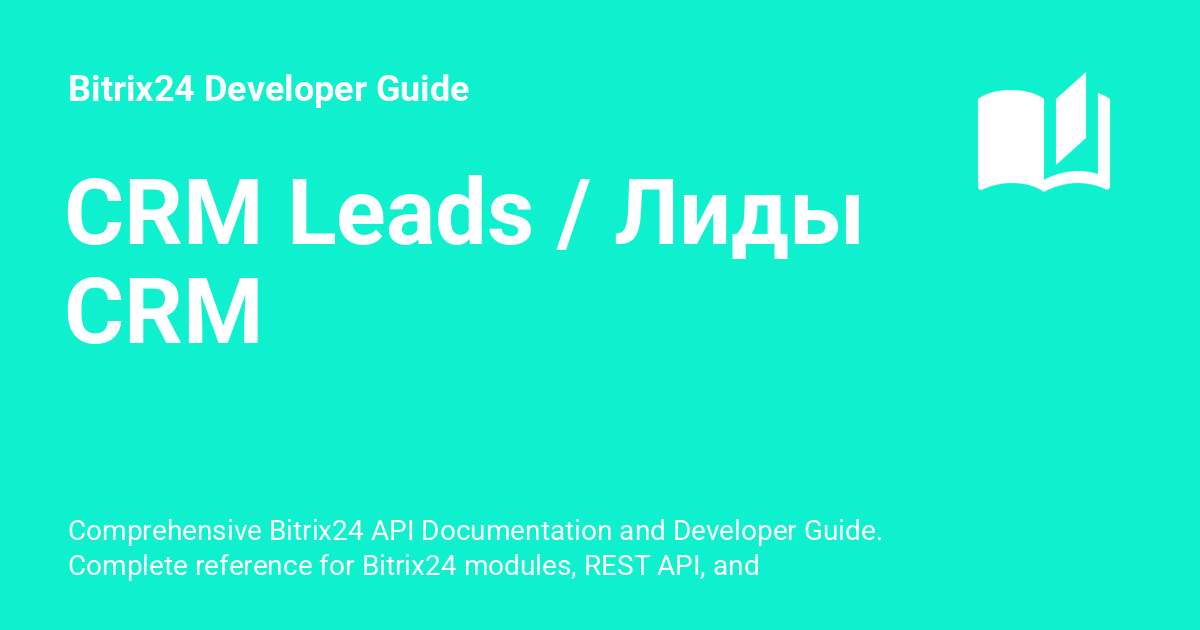 Bitrix24 Developer Guide
CRM Leads / Лиды
CRM
Comprehensive Bitrix24 API Documentation and Developer Guide.
Complete reference for Bitrix24 modules, REST API, and